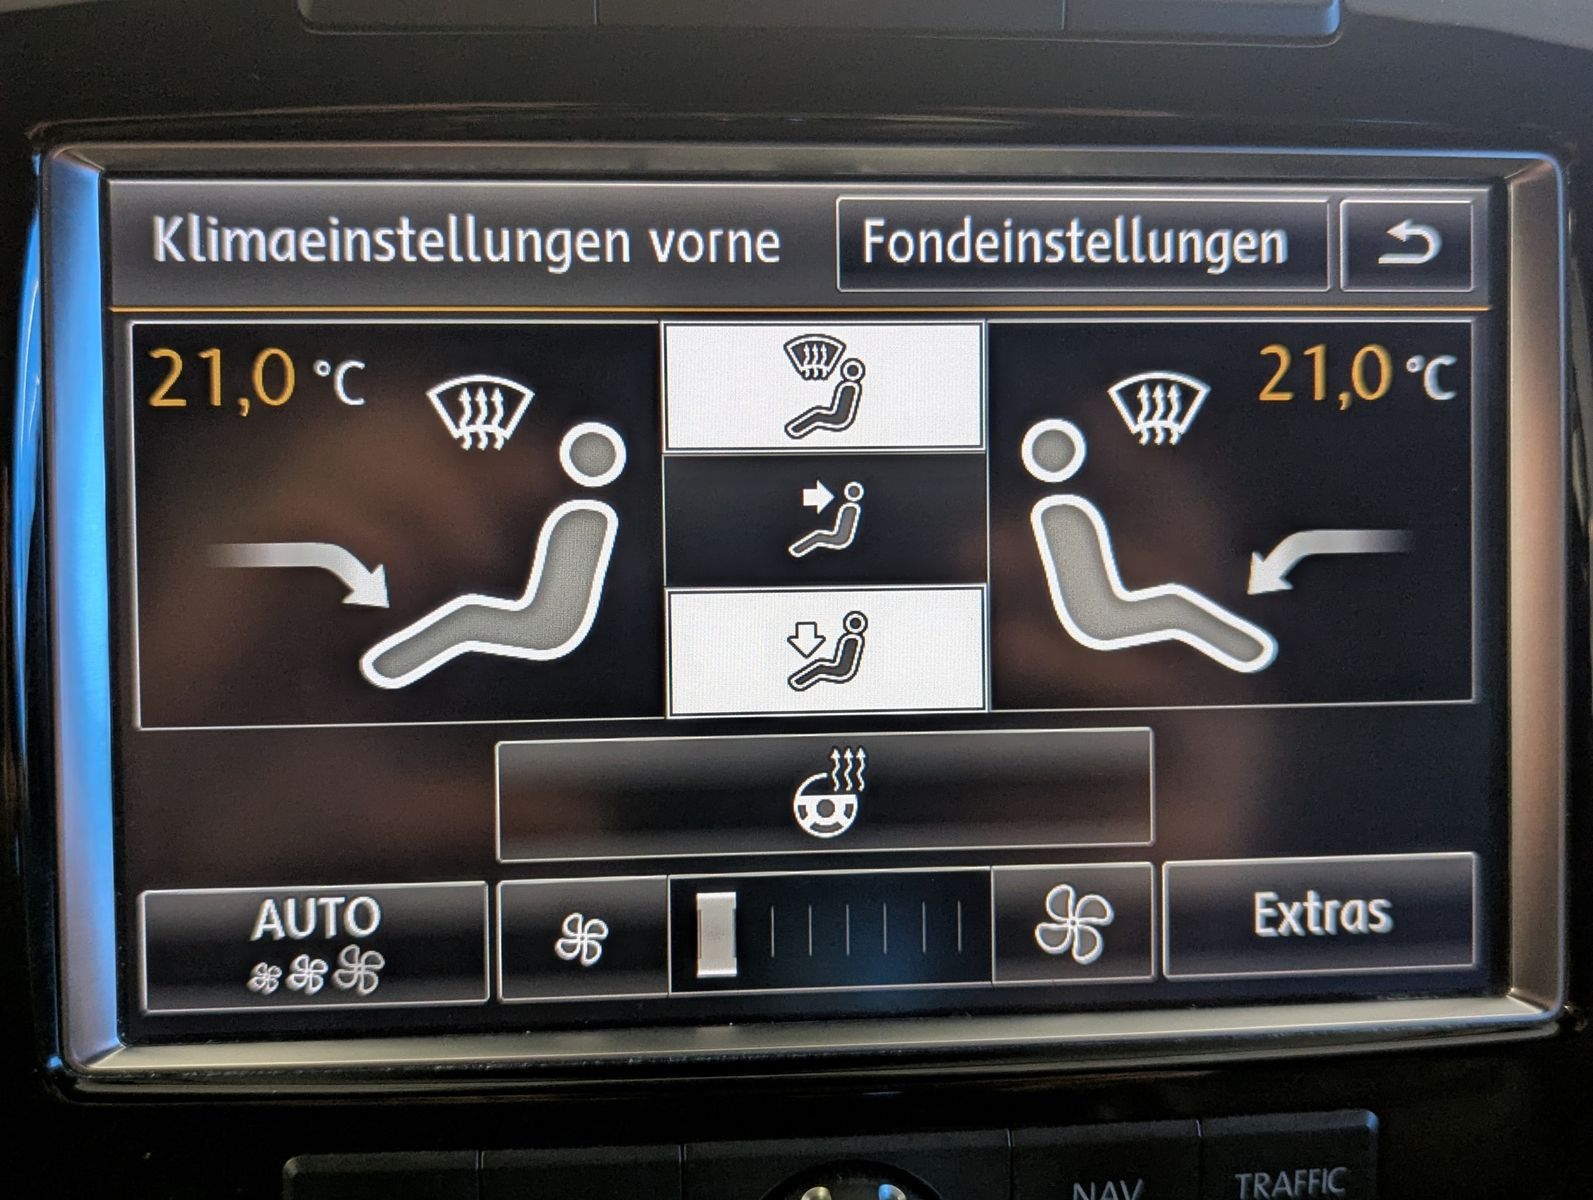 Klimaeinstellungen vorne
Fondeinstellungen
21,0 °C
21,0 °C
AUTO
Extras
NAV
TRAFFIC